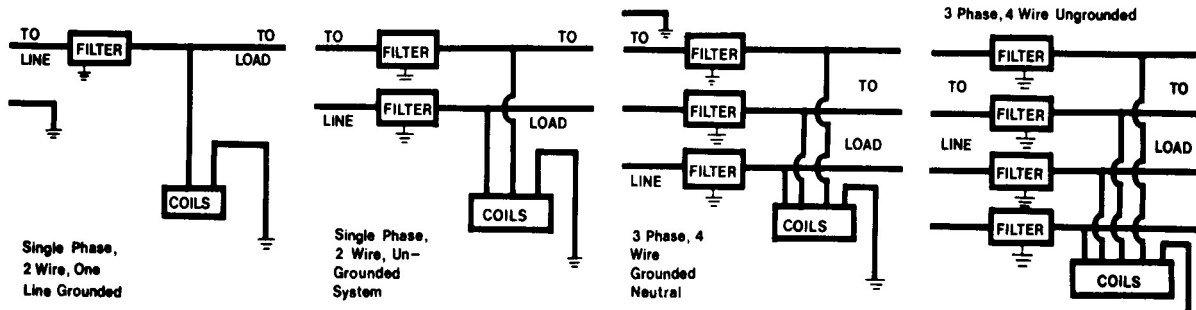 TO
TO
FILTER
LINE
LOAD
COILS
Single Phase,
2 Wire, One
Line Grounded
TO
FILTER
FILTER
LINE
LOAD
COILS
Single Phase,
2 Wire, Un-
Grounded
System
TO
FILTER
FILTER
TO
LOAD
FILTER
LINE
COILS
3 Phase, 4
Wire
Grounded
Neutral
3 Phase, 4 Wire Ungrounded
FILTER
TO
TO
FILTER
LINE
LOAD
FILTER
FILTER
COILS